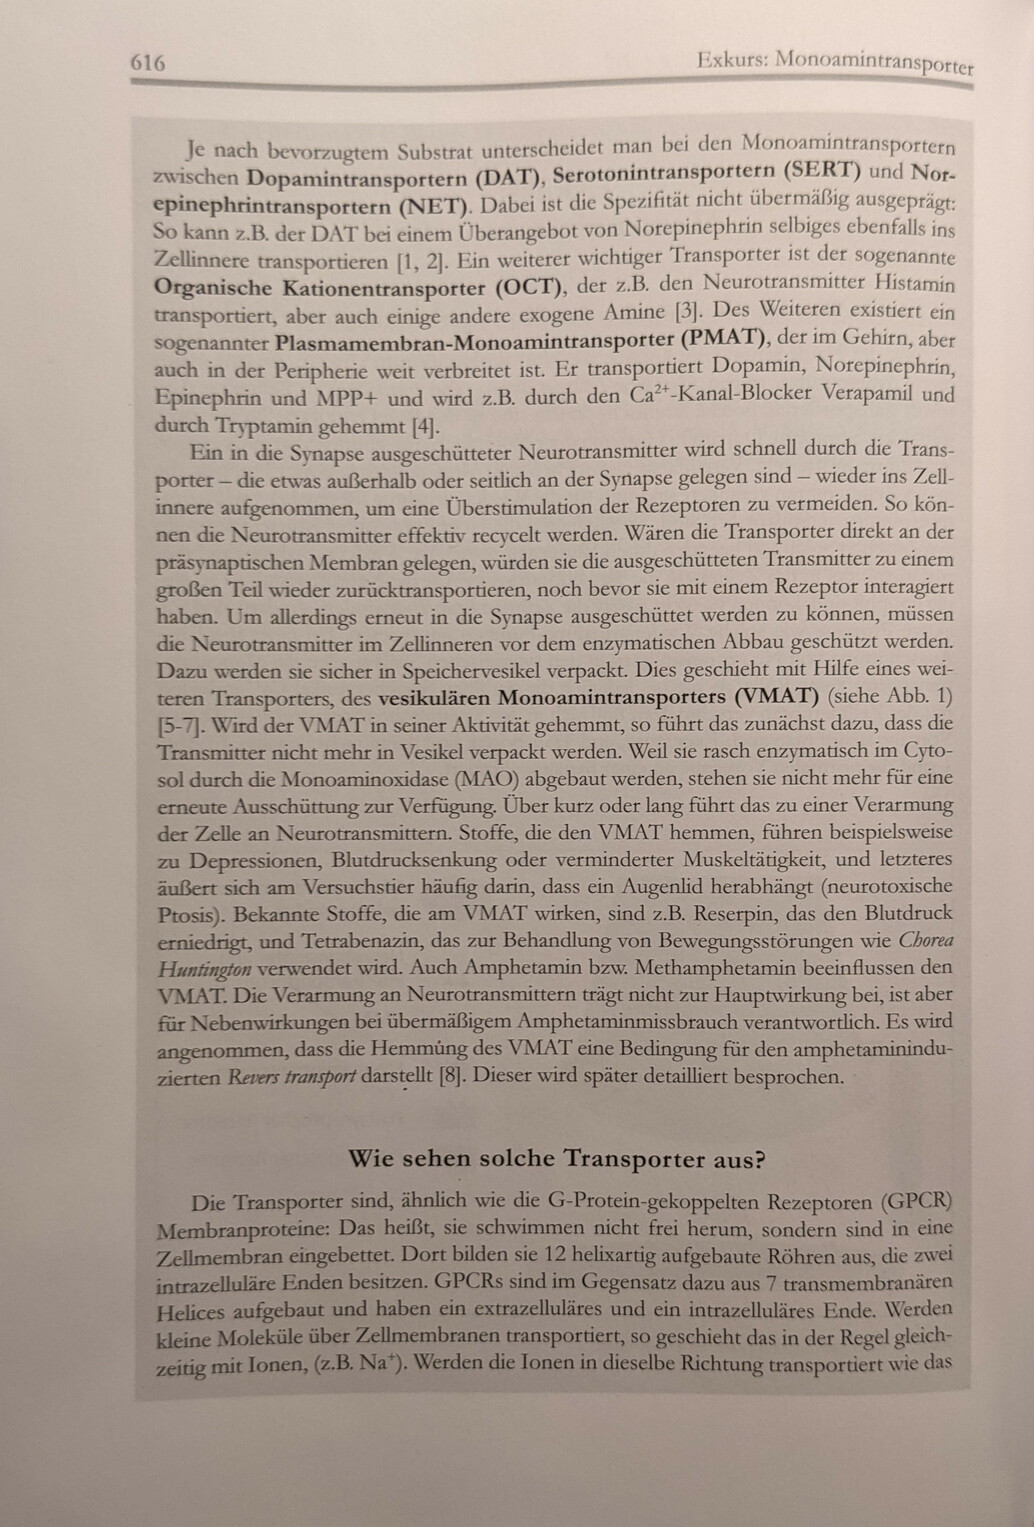 616
Exkurs: Monoamintransporter
Je nach bevorzugtem Substrat unterscheidet man bei den Monoamintransportern
zwischen Dopamintransportern (DAT), Serotonintransportern (SERT) und Nor-
epinephrintransportern (NET). Dabei ist die Spezifität nicht übermäßig ausgeprägt:
So kann z.B. der DAT bei einem Überangebot von Norepinephrin selbiges ebenfalls ins
Zellinnere transportieren [1, 2]. Ein weiterer wichtiger Transporter ist der sogenannte
Organische Kationentransporter (OCT), der z.B. den Neurotransmitter Histamin
transportiert, aber auch einige andere exogene Amine [3]. Des Weiteren existiert ein
sogenannter Plasmamembran-Monoamintransporter (PMAT), der im Gehirn, aber
auch in der Peripherie weit verbreitet ist. Er transportiert Dopamin, Norepinephrin,
Epinephrin und MPP+ und wird z.B. durch den Ca²⁺-Kanal-Blocker Verapamil und
durch Tryptamin gehemmt [4].
Ein in die Synapse ausgeschütteter Neurotransmitter wird schnell durch die Trans-
porter – die etwas außerhalb oder seitlich an der Synapse gelegen sind – wieder ins Zell-
innere aufgenommen, um eine Überstimulation der Rezeptoren zu vermeiden. So kön-
nen die Neurotransmitter effektiv recycelt werden. Wären die Transporter direkt an der
präsynaptischen Membran gelegen, würden sie die ausgeschütteten Transmitter zu einem
großen Teil wieder zurücktransportieren, noch bevor sie mit einem Rezeptor interagiert
haben. Um allerdings erneut in die Synapse ausgeschüttet werden zu können, müssen
die Neurotransmitter im Zellinneren vor dem enzymatischen Abbau geschützt werden.
Dazu werden sie sicher in Speichervesikel verpackt. Dies geschieht mit Hilfe eines wei-
teren Transporters, des vesikulären Monoamintransporters (VMAT) (siehe Abb. 1)
[5-7]. Wird der VMAT in seiner Aktivität gehemmt, so führt das zunächst dazu, dass die
Transmitter nicht mehr in Vesikel verpackt werden. Weil sie rasch enzymatisch im Cyto-
sol durch die Monoaminoxidase (MAO) abgebaut werden, stehen sie nicht mehr für eine
erneute Ausschüttung zur Verfügung. Über kurz oder lang führt das zu einer Verarmung
der Zelle an Neurotransmittern. Stoffe, die den VMAT hemmen, führen beispielsweise
zu Depressionen, Blutdrucksenkung oder verminderter Muskeltätigkeit, und letzteres
äußert sich am Versuchstier häufig darin, dass ein Augenlid herabhängt (neurotoxische
Ptosis). Bekannte Stoffe, die am VMAT wirken, sind z.B. Reserpin, das den Blutdruck
erniedrigt, und Tetrabenazin, das zur Behandlung von Bewegungsstörungen wie Chorea
Huntington verwendet wird. Auch Amphetamin bzw. Methamphetamin beeinflussen den
VMAT. Die Verarmung an Neurotransmittern trägt nicht zur Hauptwirkung bei, ist aber
für Nebenwirkungen bei übermäßigem Amphetaminmissbrauch verantwortlich. Es wird
angenommen, dass die Hemmung des VMAT eine Bedingung für den amphetaminindu-
zierten Revers transport darstellt [8]. Dieser wird später detailliert besprochen.
Wie sehen solche Transporter aus?
Die Transporter sind, ähnlich wie die G-Protein-gekoppelten Rezeptoren (GPCR)
Membranproteine: Das heißt, sie schwimmen nicht frei herum, sondern sind in eine
Zellmembran eingebettet. Dort bilden sie 12 helixartig aufgebaute Röhren aus, die zwei
intrazelluläre Enden besitzen. GPCRs sind im Gegensatz dazu aus 7 transmembranären
Helices aufgebaut und haben ein extrazelluläres und ein intrazelluläres Ende. Werden
kleine Moleküle über Zellmembranen transportiert, so geschieht das in der Regel gleich-
zeitig mit Ionen, (z.B. Na⁺). Werden die Ionen in dieselbe Richtung transportiert wie das